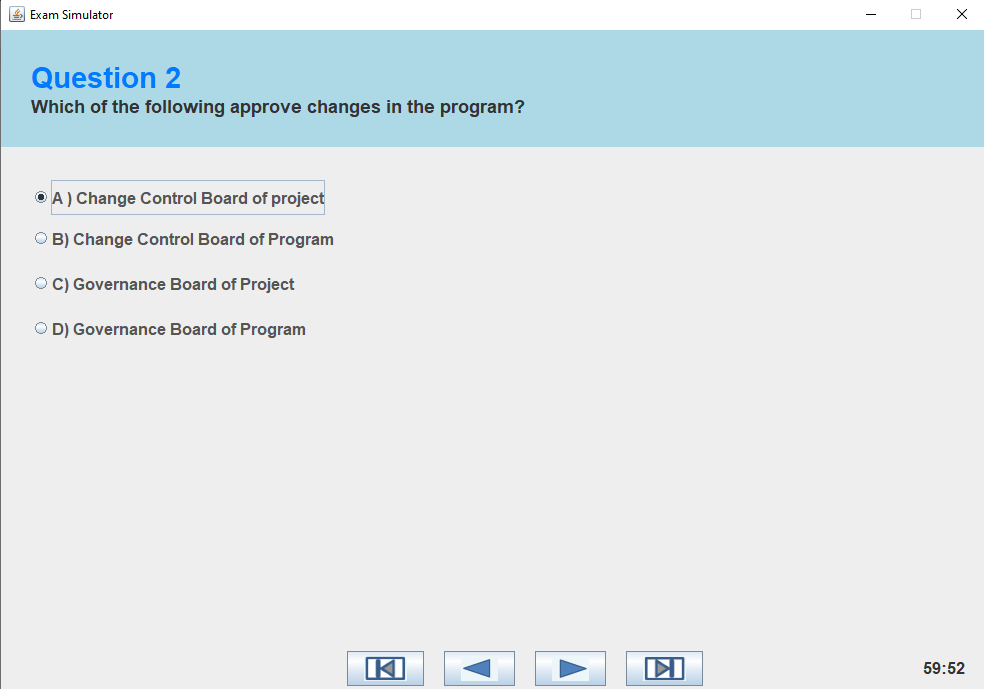 Exam Simulator
Question 2
Which of the following approve changes in the program?
A ) Change Control Board of project
B) Change Control Board of Program
C) Governance Board of Project
D) Governance Board of Program
59:52